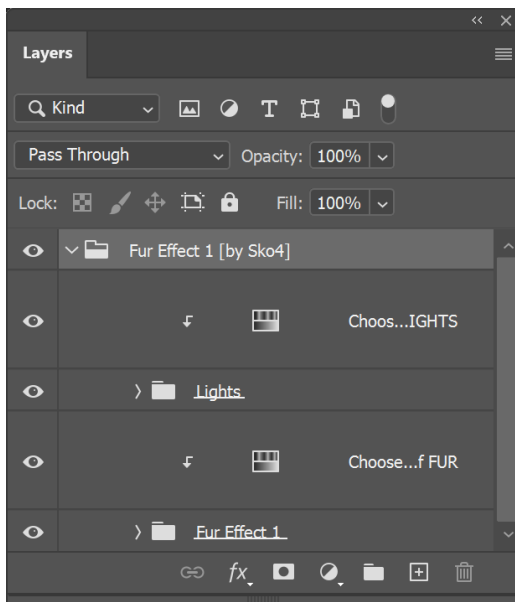 Layers
Kind
Pass Through Opacity: 100%
Lock: Fill: 100%
Fur Effect 1 [by Sko4]
Choos...IGHTS
Lights
Choose...f FUR
Fur Effect 1
fx